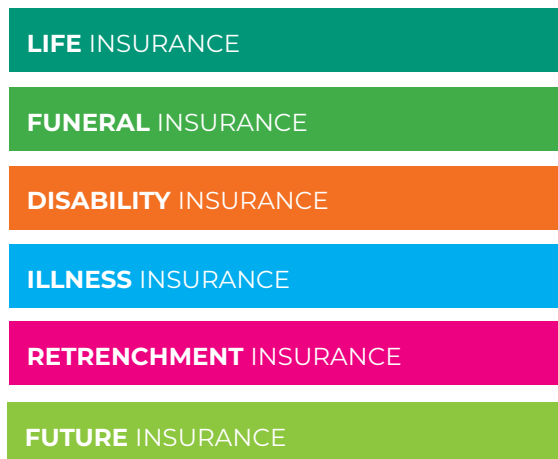 LIFE INSURANCE
FUNERAL INSURANCE
DISABILITY INSURANCE
ILLNESS INSURANCE
RETRENCHMENT INSURANCE
FUTURE INSURANCE